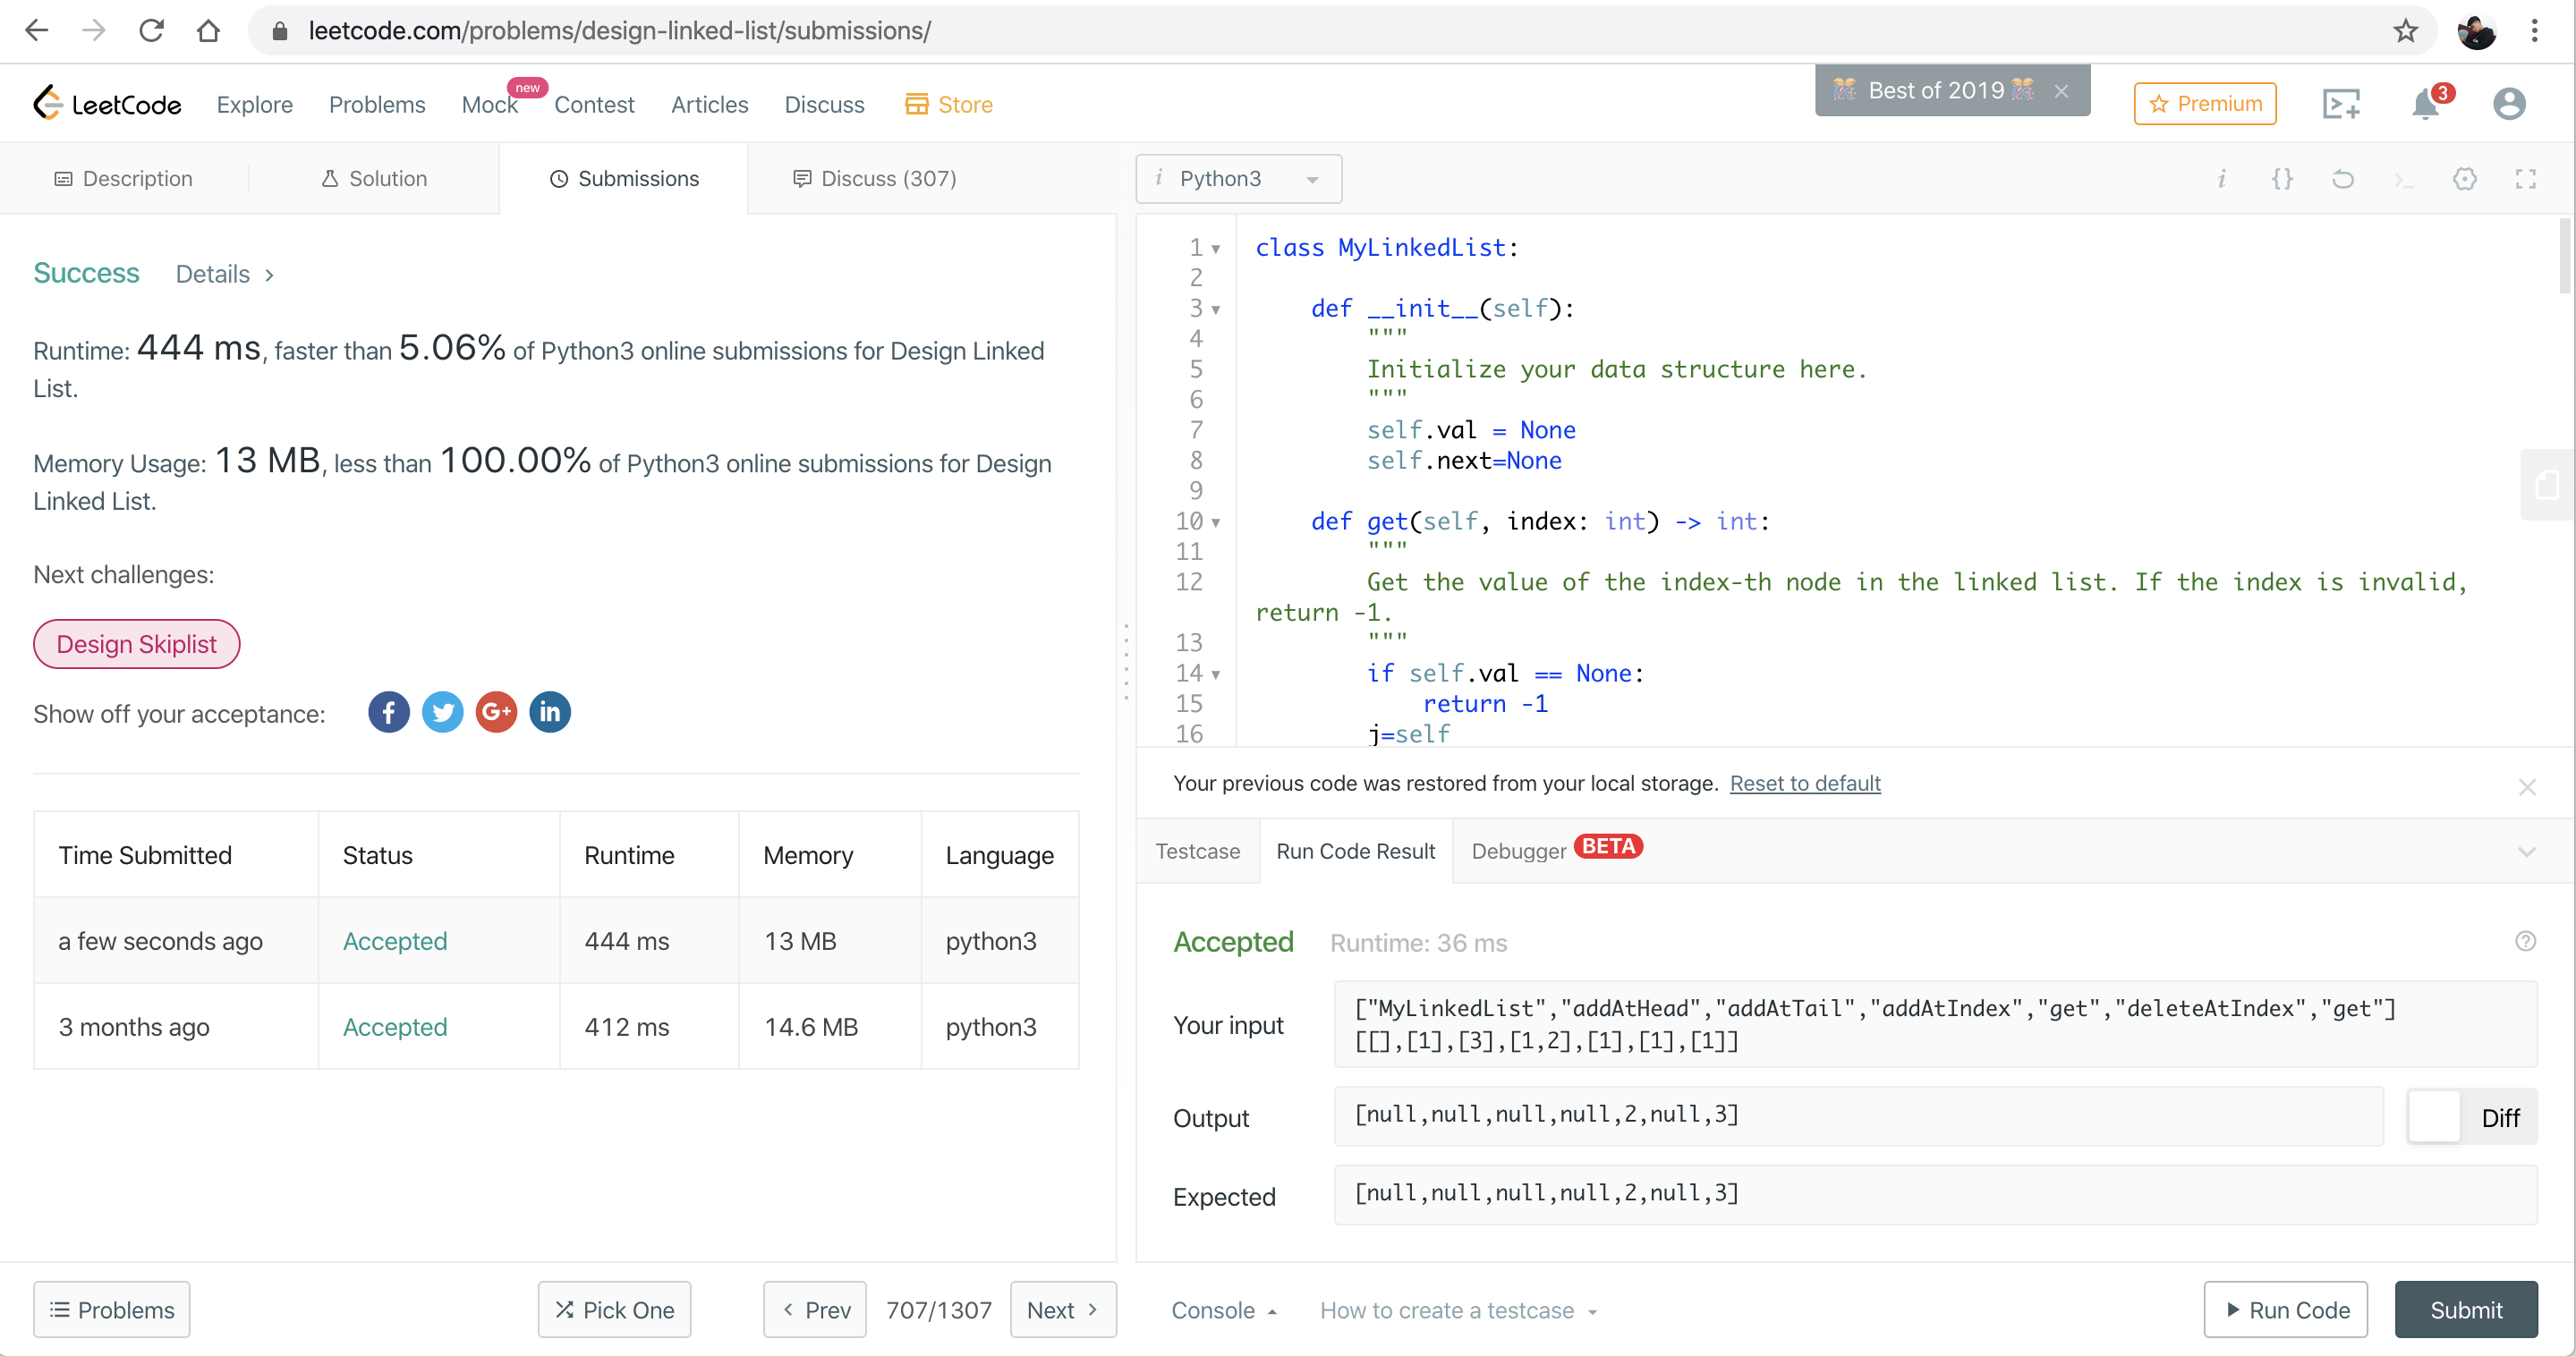 leetcode.com/problems/design-linked-list/submissions/
LeetCode Explore Problems Mock new Contest Articles Discuss Store Best of 2019 Premium 3
Description Solution Submissions Discuss (307)
Success Details
Runtime: 444 ms, faster than 5.06% of Python3 online submissions for Design Linked
List.
Memory Usage: 13 MB, less than 100.00% of Python3 online submissions for Design
Linked List.
Next challenges:
Design Skiplist
Show off your acceptance: f G+ in
Time Submitted Status Runtime Memory Language
a few seconds ago Accepted 444 ms 13 MB python3
3 months ago Accepted 412 ms 14.6 MB python3
Problems Pick One Prev 707/1307 Next
i Python3 i {} >_
1 class MyLinkedList:
2
3 def __init__(self):
4 """
5 Initialize your data structure here.
6 """
7 self.val = None
8 self.next=None
9
10 def get(self, index: int) -> int:
11 """
12 Get the value of the index-th node in the linked list. If the index is invalid,
return -1.
13 """
14 if self.val == None:
15 return -1
16 j=self
Your previous code was restored from your local storage. Reset to default
Testcase Run Code Result Debugger BETA
Accepted Runtime: 36 ms
Your input
["MyLinkedList","addAtHead","addAtTail","addAtIndex","get","deleteAtIndex","get"]
[[],[1],[3],[1,2],[1],[1],[1]]
Output [null,null,null,null,2,null,3] Diff
Expected [null,null,null,null,2,null,3]
Console How to create a testcase Run Code Submit